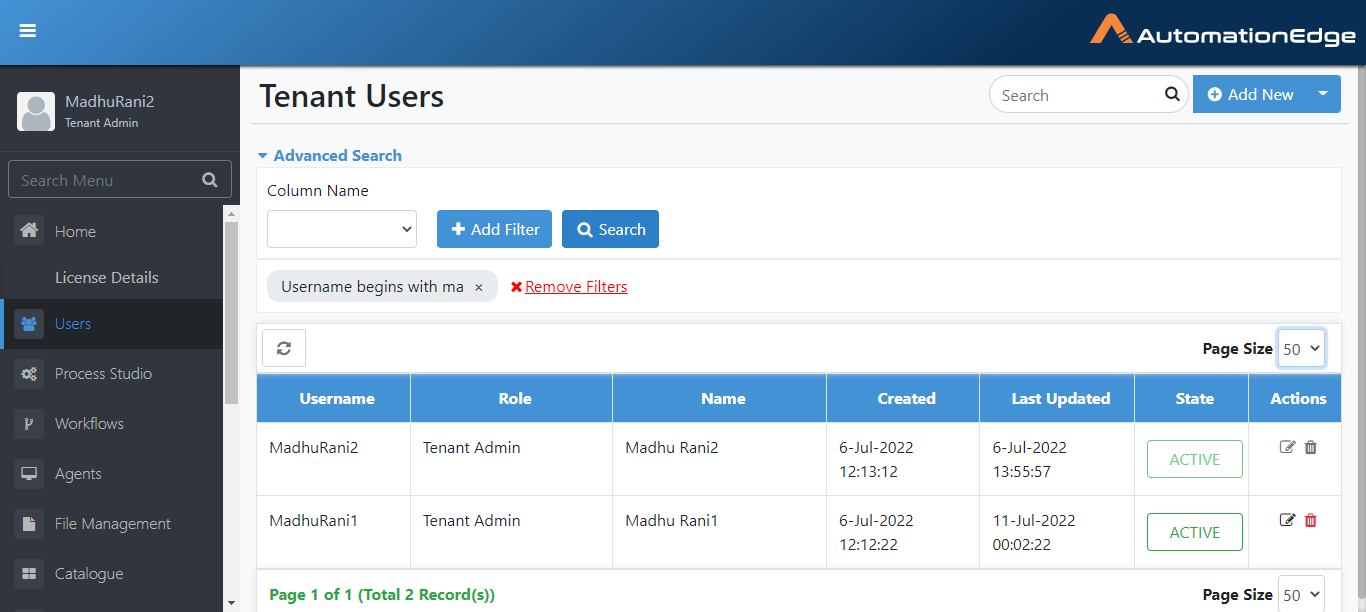 AutomationEdge
MadhuRani2
Tenant Admin
Search Menu
Home
License Details
Users
Process Studio
Workflows
Agents
File Management
Catalogue
Tenant Users
Search
Add New
Advanced Search
Column Name
Add Filter
Search
Username begins with ma ×
Remove Filters
Page Size 50
Username Role Name Created Last Updated State Actions
MadhuRani2 Tenant Admin Madhu Rani2 6-Jul-2022 6-Jul-2022 ACTIVE
12:13:12 13:55:57
MadhuRani1 Tenant Admin Madhu Rani1 6-Jul-2022 11-Jul-2022 ACTIVE
12:12:22 00:02:22
Page 1 of 1 (Total 2 Record(s)) Page Size 50